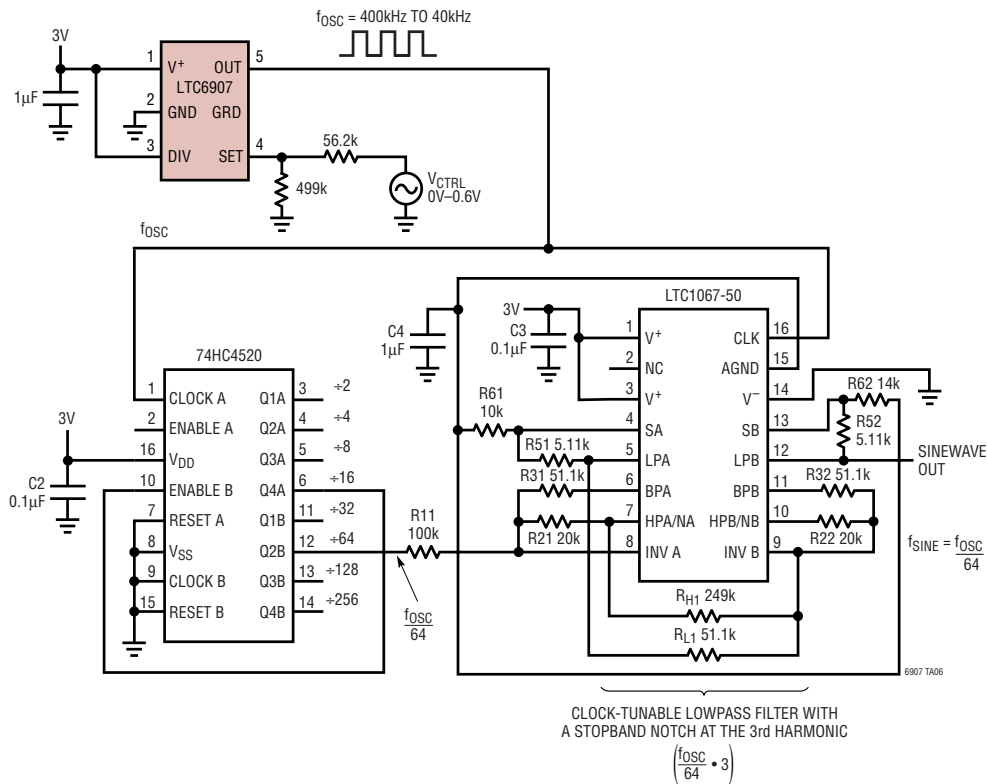 fOSC = 400kHz TO 40kHz
3V
1µF
1
V+
OUT
5
LTC6907
2
GND
GRD
3
DIV
SET
4
56.2k
499k
VCTRL
0V–0.6V
fOSC
LTC1067-50
3V
C4
1µF
C3
0.1µF
1
V+
CLK
16
2
NC
AGND
15
3
V+
V–
14
R62 14k
R61
10k
4
SA
SB
13
R52
5.11k
R51 5.11k
5
LPA
LPB
12
SINEWAVE
OUT
R31 51.1k
6
BPA
BPB
11
R32 51.1k
7
HPA/NA
HPB/NB
10
R21 20k
R22 20k
8
INV A
INV B
9
fSINE = fOSC
64
RH1 249k
RL1 51.1k
74HC4520
3V
C2
0.1µF
1
CLOCK A
Q1A
3
÷2
2
ENABLE A
Q2A
4
÷4
16
VDD
Q3A
5
÷8
10
ENABLE B
Q4A
6
÷16
7
RESET A
Q1B
11
÷32
8
VSS
Q2B
12
÷64
9
CLOCK B
Q3B
13
÷128
15
RESET B
Q4B
14
÷256
R11
100k
fOSC
64
6907 TA06
CLOCK-TUNABLE LOWPASS FILTER WITH
A STOPBAND NOTCH AT THE 3rd HARMONIC
(fOSC
64 • 3)